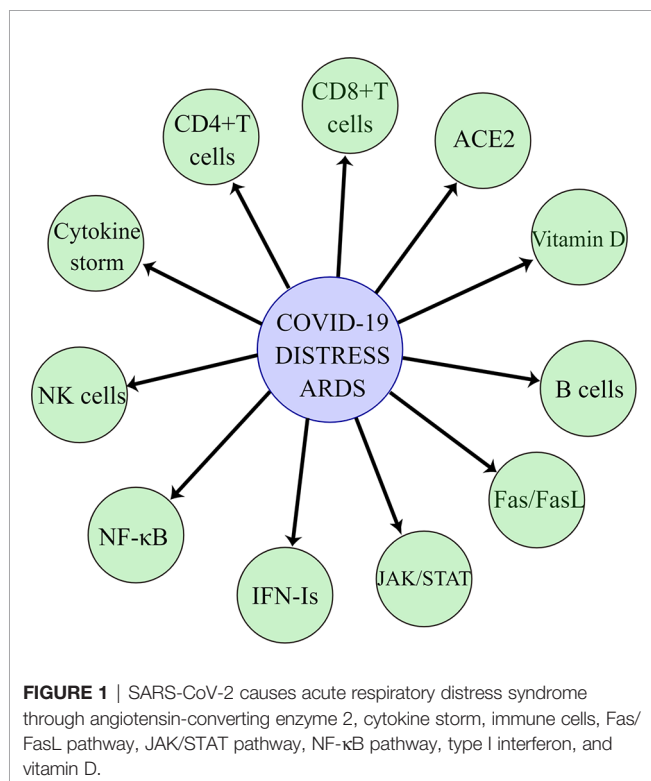 CD8+T
cells
CD4+T
cells
ACE2
Cytokine
storm
Vitamin D
COVID-19
DISTRESS
ARDS
NK cells
B cells
Fas/FasL
NF-κB
JAK/STAT
IFN-Is
FIGURE 1 | SARS-CoV-2 causes acute respiratory distress syndrome
through angiotensin-converting enzyme 2, cytokine storm, immune cells, Fas/
FasL pathway, JAK/STAT pathway, NF-κB pathway, type I interferon, and
vitamin D.